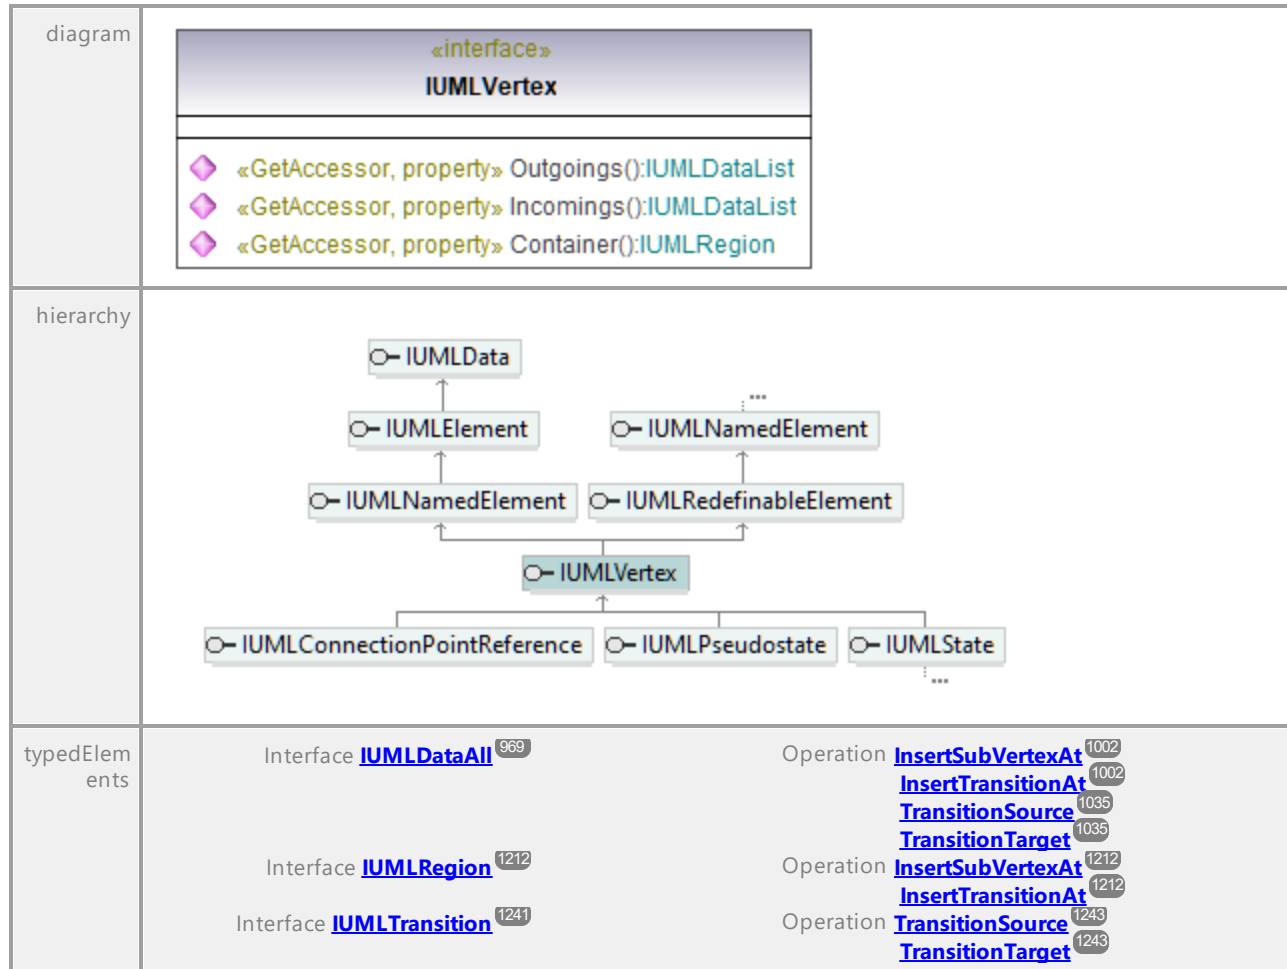 diagram
«interface»
IUMLVertex
«GetAccessor, property» Outgoings():IUMLDataList
«GetAccessor, property» Incomings():IUMLDataList
«GetAccessor, property» Container():IUMLRegion
hierarchy
IUMLData
...
IUMLElement IUMLNamedElement
IUMLNamedElement IUMLRedefinableElement
IUMLVertex
IUMLConnectionPointReference IUMLPseudostate IUMLState
...
typedElem
ents
Interface IUMLDataAll 969 Operation InsertSubVertexAt 1002
InsertTransitionAt 1002
TransitionSource 1035
TransitionTarget 1035
Interface IUMLRegion 1212 Operation InsertSubVertexAt 1212
InsertTransitionAt 1212
Interface IUMLTransition 1241 Operation TransitionSource 1243
TransitionTarget 1243